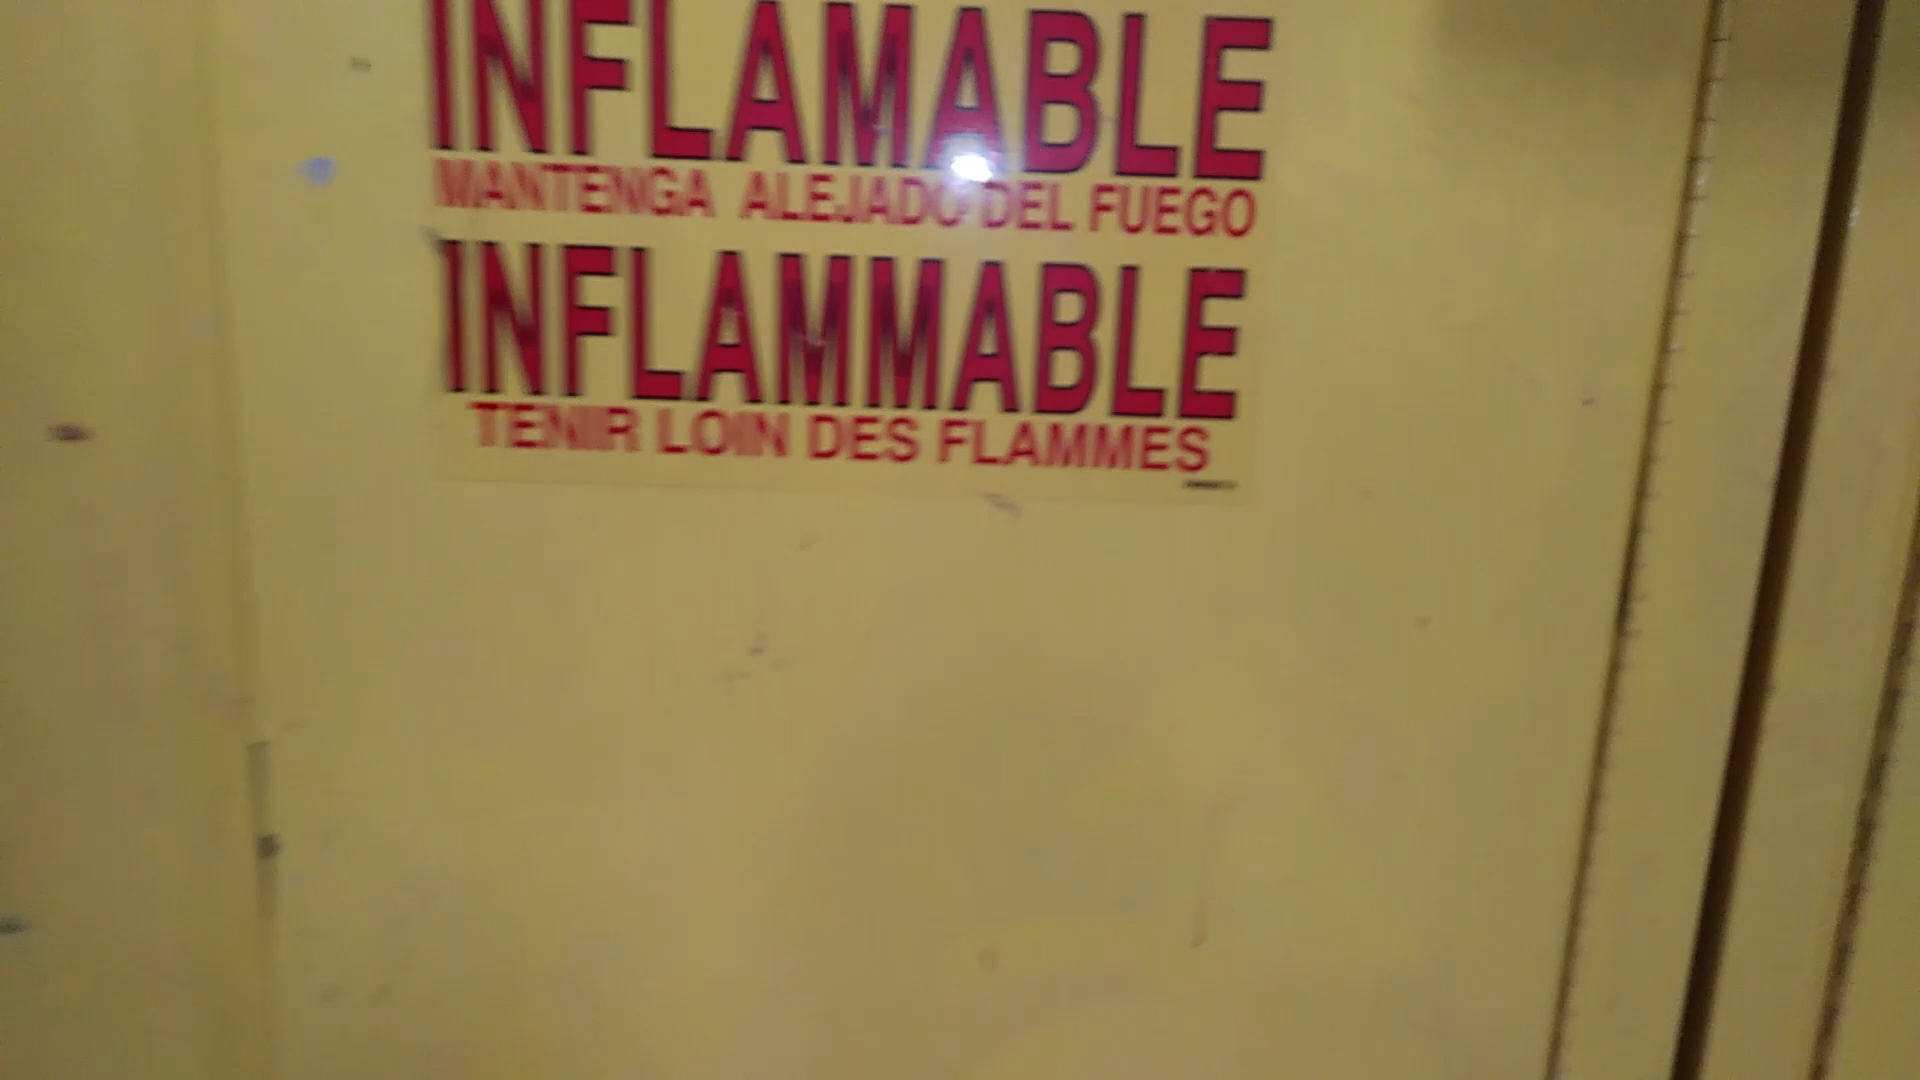 INFLAMABLE
MANTENGA ALEJADO DEL FUEGO
INFLAMMABLE
TENIR LOIN DES FLAMMES